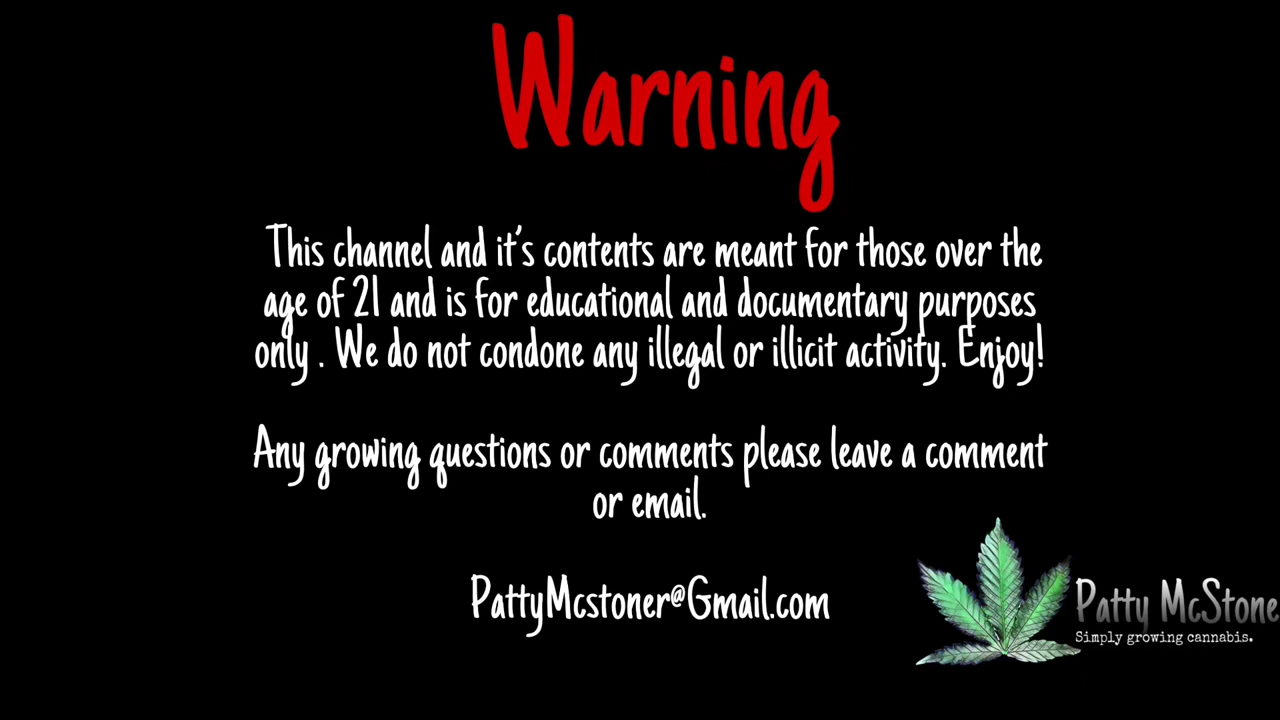 Warning
This channel and it's contents are meant for those over the
age of 21 and is for educational and documentary purposes
only . We do not condone any illegal or illicit activity. Enjoy!
Any growing questions or comments please leave a comment
or email.
PattyMcstoner@Gmail.com
Patty McStone
Simply growing cannabis.